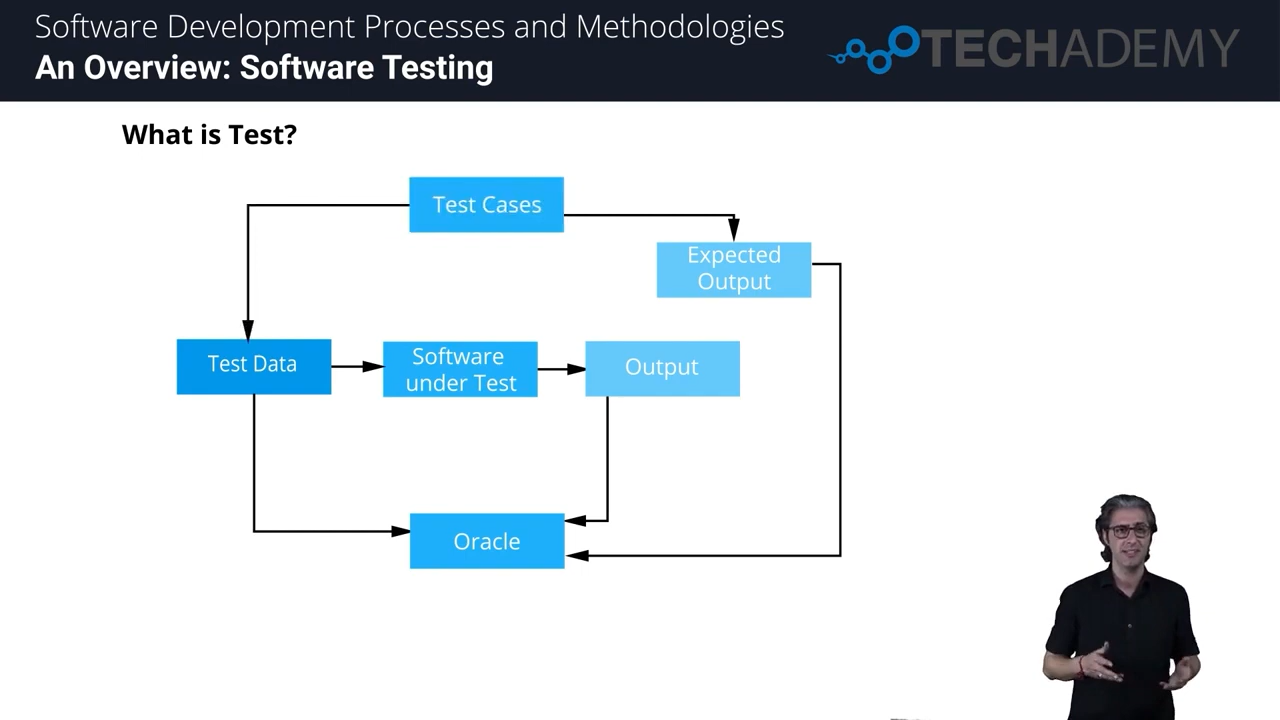 Software Development Processes and Methodologies
An Overview: Software Testing
TECHADEMY
What is Test?
Test Cases
Expected
Output
Test Data
Software
under Test
Output
Oracle